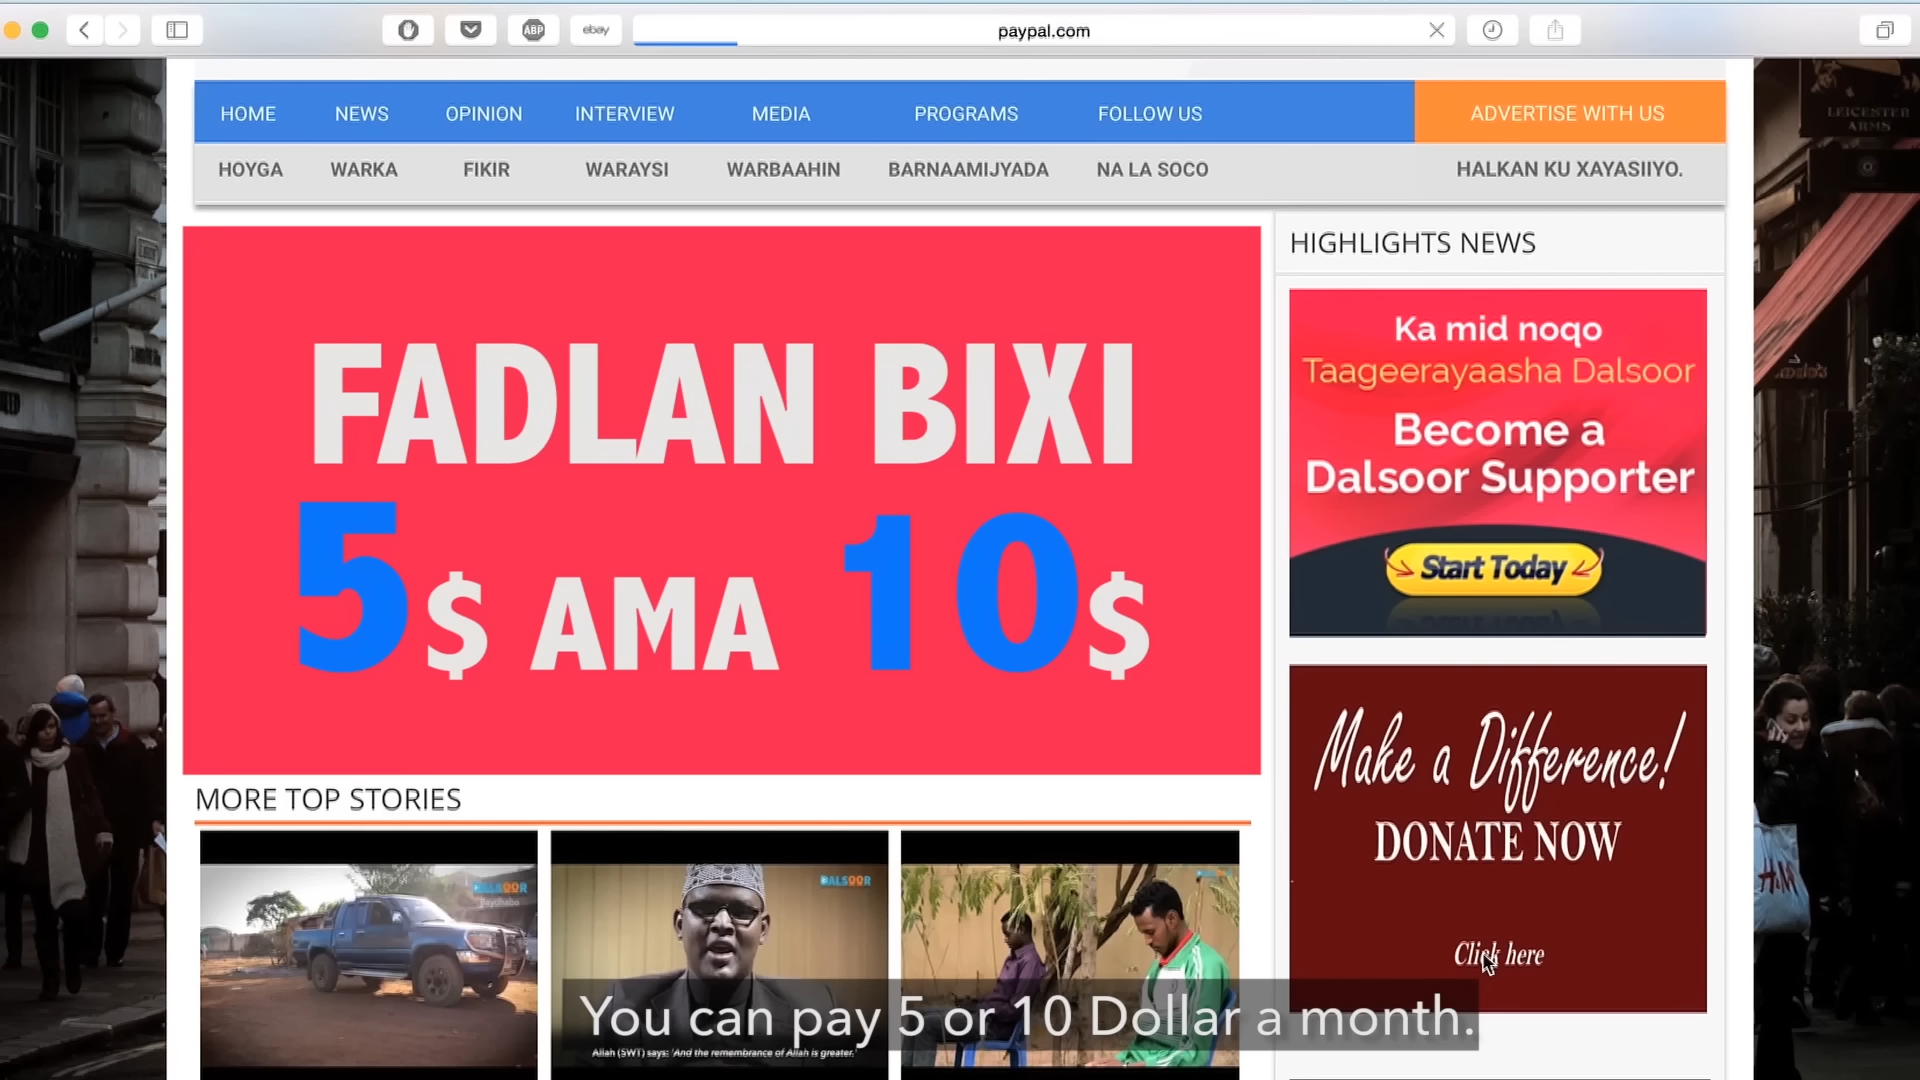 ABP
ebay
paypal.com
HOME NEWS OPINION INTERVIEW MEDIA PROGRAMS FOLLOW US ADVERTISE WITH US
HOYGA WARKA FIKIR WARAYSI WARBAAHIN BARNAAMIJYADA NA LA SOCO HALKAN KU XAYASIIYO.
LEICESTER
ARMS
FADLAN BIXI
5$ AMA 10$
HIGHLIGHTS NEWS
Ka mid noqo
Taageerayaasha Dalsoor
Become a
Dalsoor Supporter
Start Today
Make a Difference!
DONATE NOW
Click here
H&M
MORE TOP STORIES
DALSOOR
Baydhabo
DALSOOR
Allah (SWT) says: 'And the remembrance of Allah is greater.'
You can pay 5 or 10 Dollar a month.